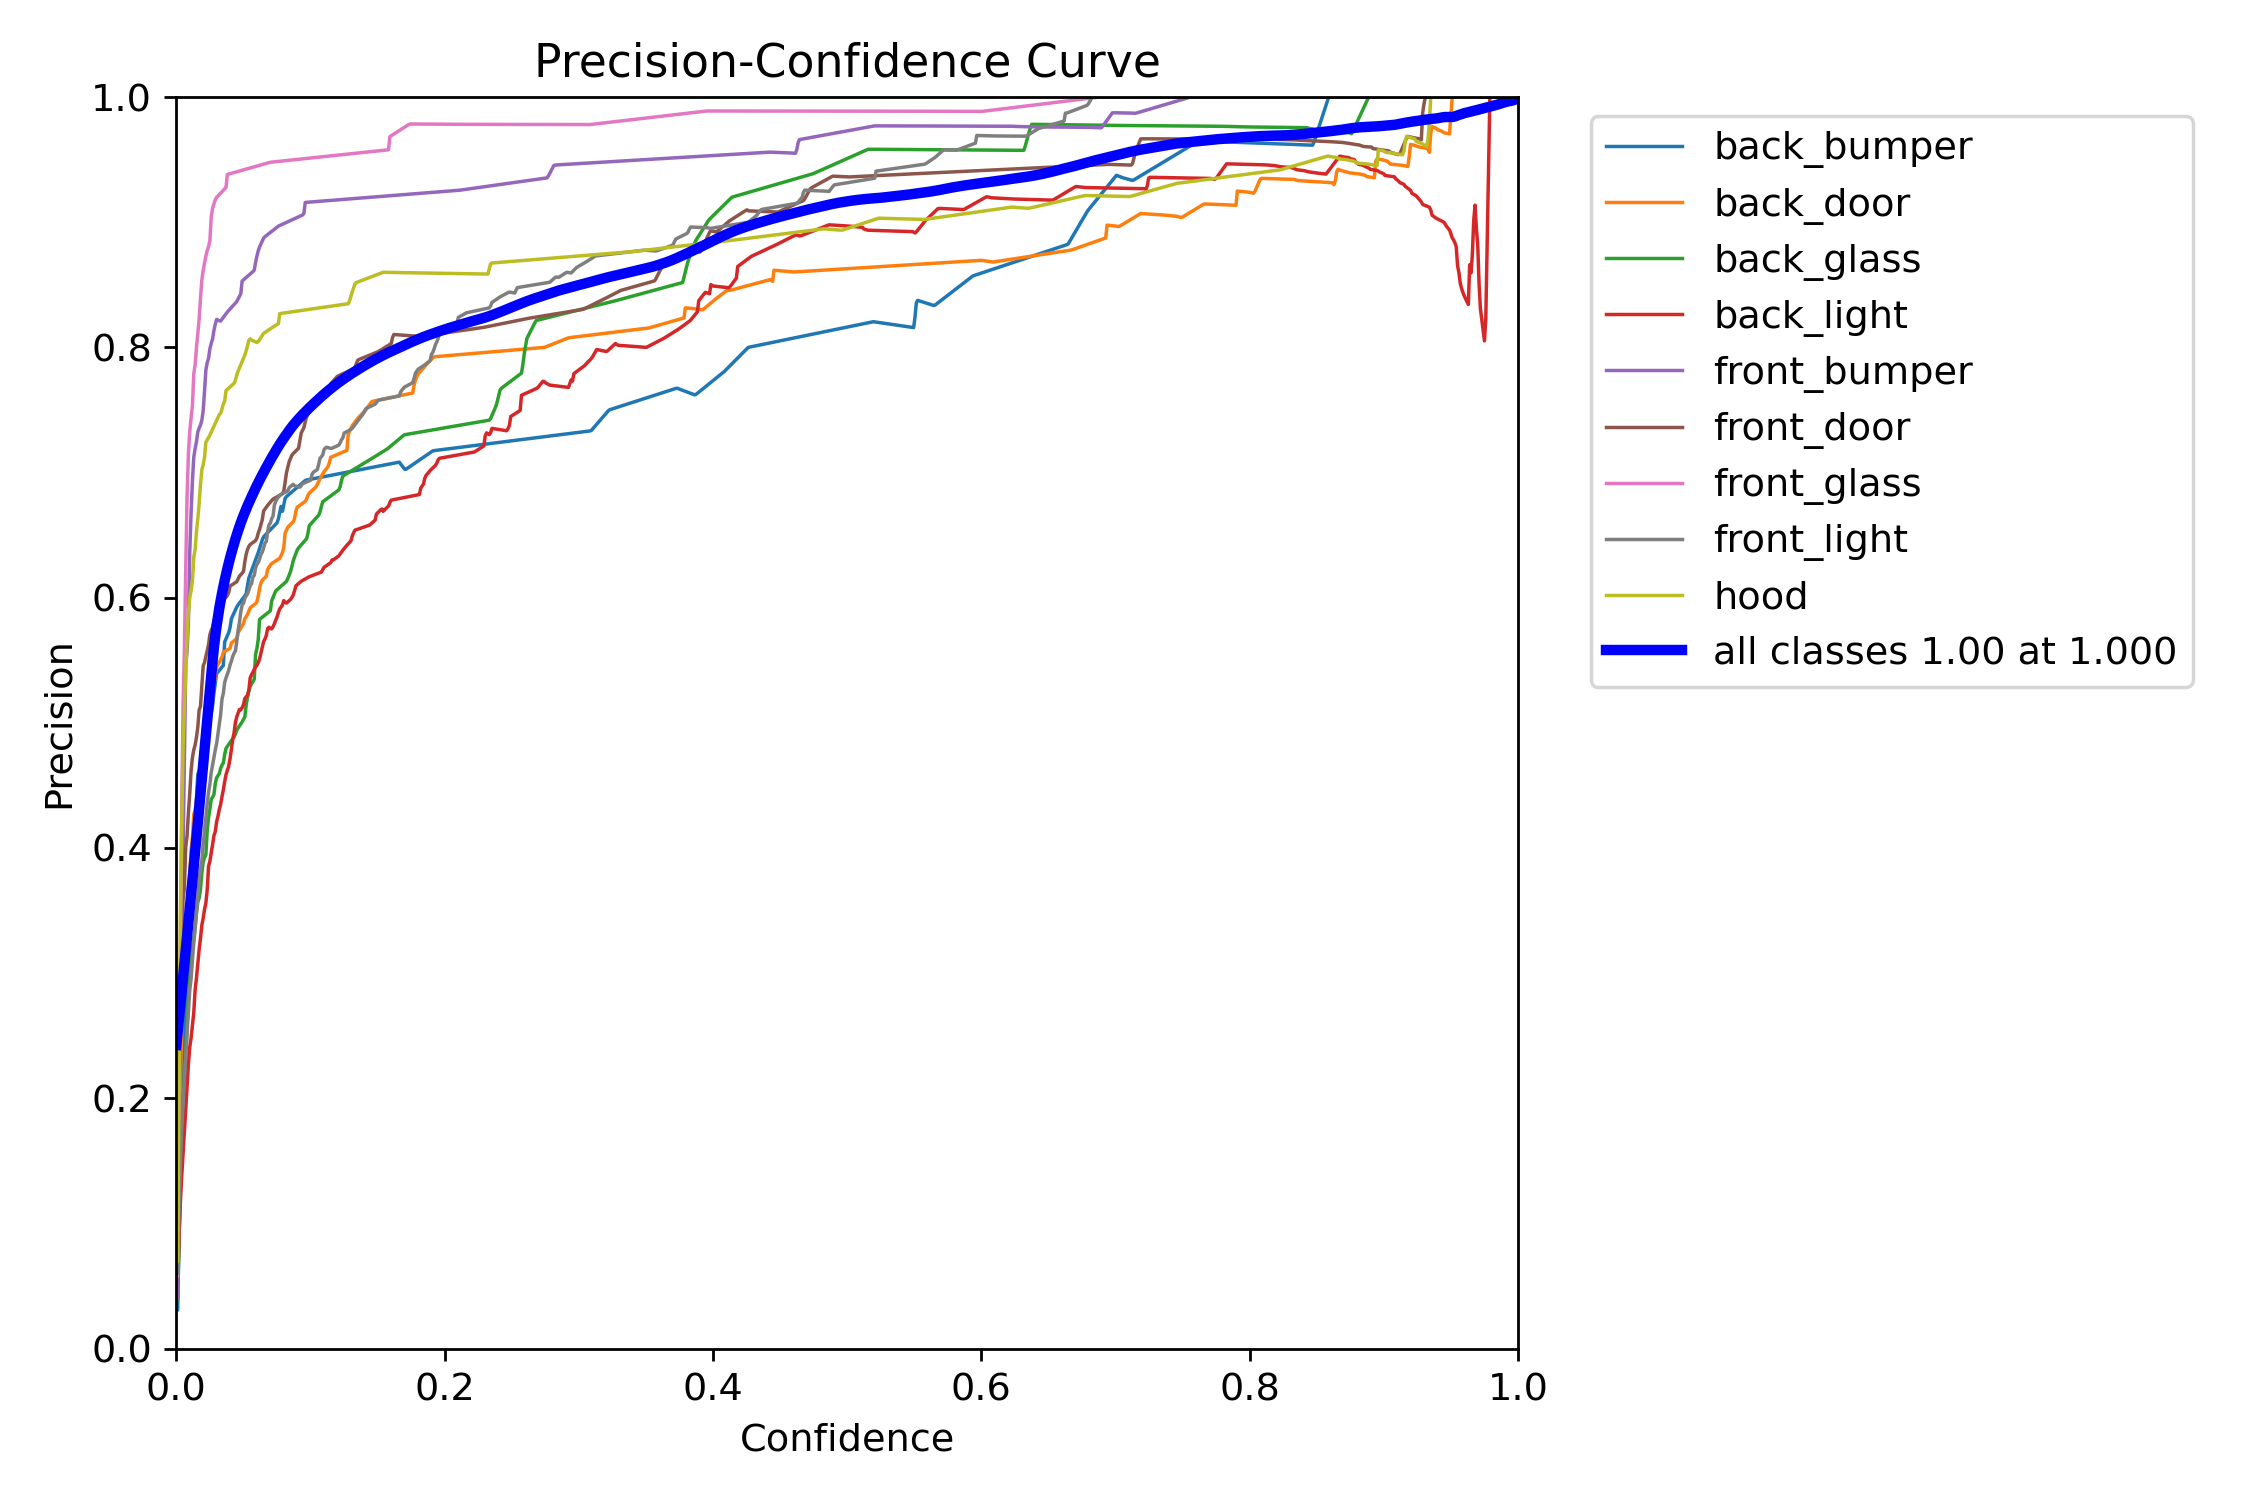 Precision-Confidence Curve
1.0
0.8
0.6
0.4
0.2
0.0
Precision
0.0 0.2 0.4 0.6 0.8 1.0
Confidence
back_bumper
back_door
back_glass
back_light
front_bumper
front_door
front_glass
front_light
hood
all classes 1.00 at 1.000